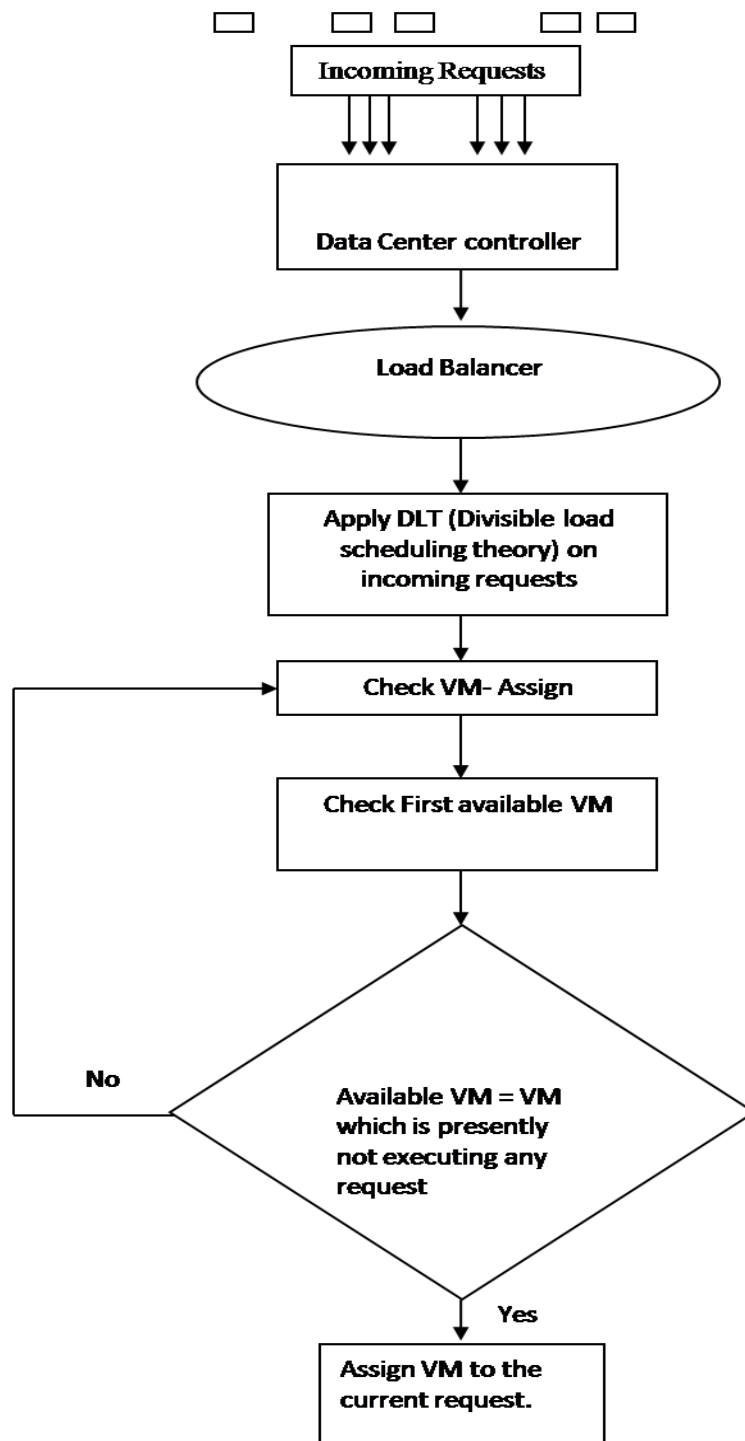 Incoming Requests
Data Center controller
Load Balancer
Apply DLT (Divisible load
scheduling theory) on
incoming requests
Check VM- Assign
Check First available VM
No
Available VM = VM
which is presently
not executing any
request
Yes
Assign VM to the
current request.